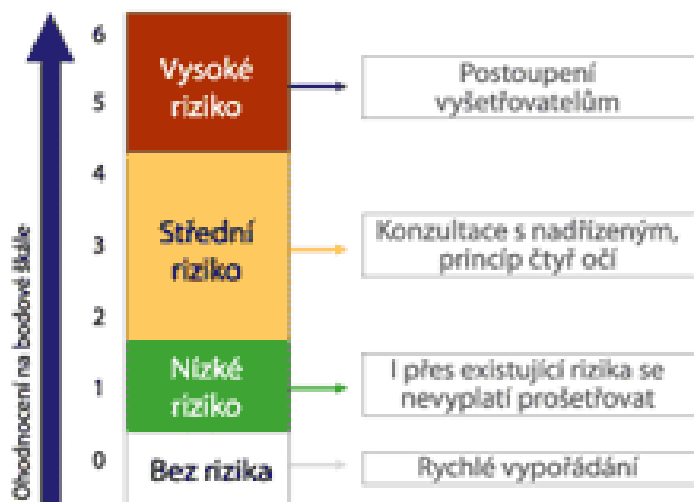 Ohodnocení na bodové škále
6
5
4
3
2
1
0
Vysoké
riziko
Postoupení
vyšetřovatelům
Střední
riziko
Konzultace s nadřízeným,
princip čtyř očí
Nízké
riziko
I přes existující rizika se
nevyplatí prošetřovat
Bez rizika
Rychlé vypořádání